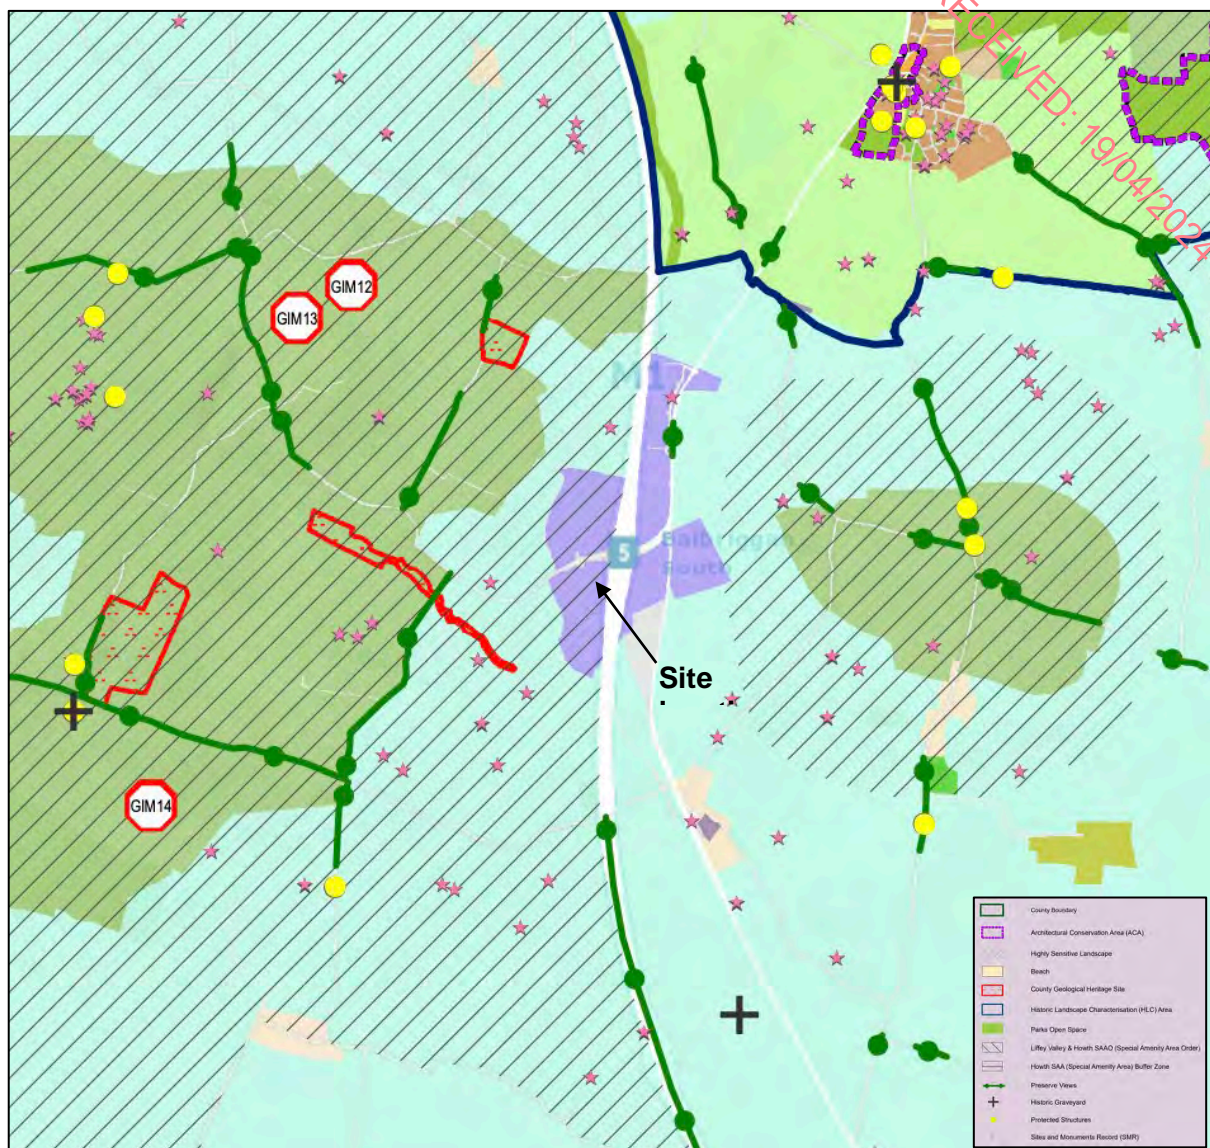 RECEIVED: 19/04/2024
GIM12
GIM13
M1
5
Balbriggan
South
Site
GIM14
County Boundary
Architectural Conservation Area (ACA)
Highly Sensitive Landscape
Beach
County Geological Heritage Site
Historic Landscape Characterisation (HLC) Area
Parks Open Space
Liffey Valley & Howth SAAO (Special Amenity Area Order)
Howth SAA (Special Amenity Area) Buffer Zone
Preserve Views
Historic Graveyard
Protected Structures
Sites and Monuments Record (SMR)